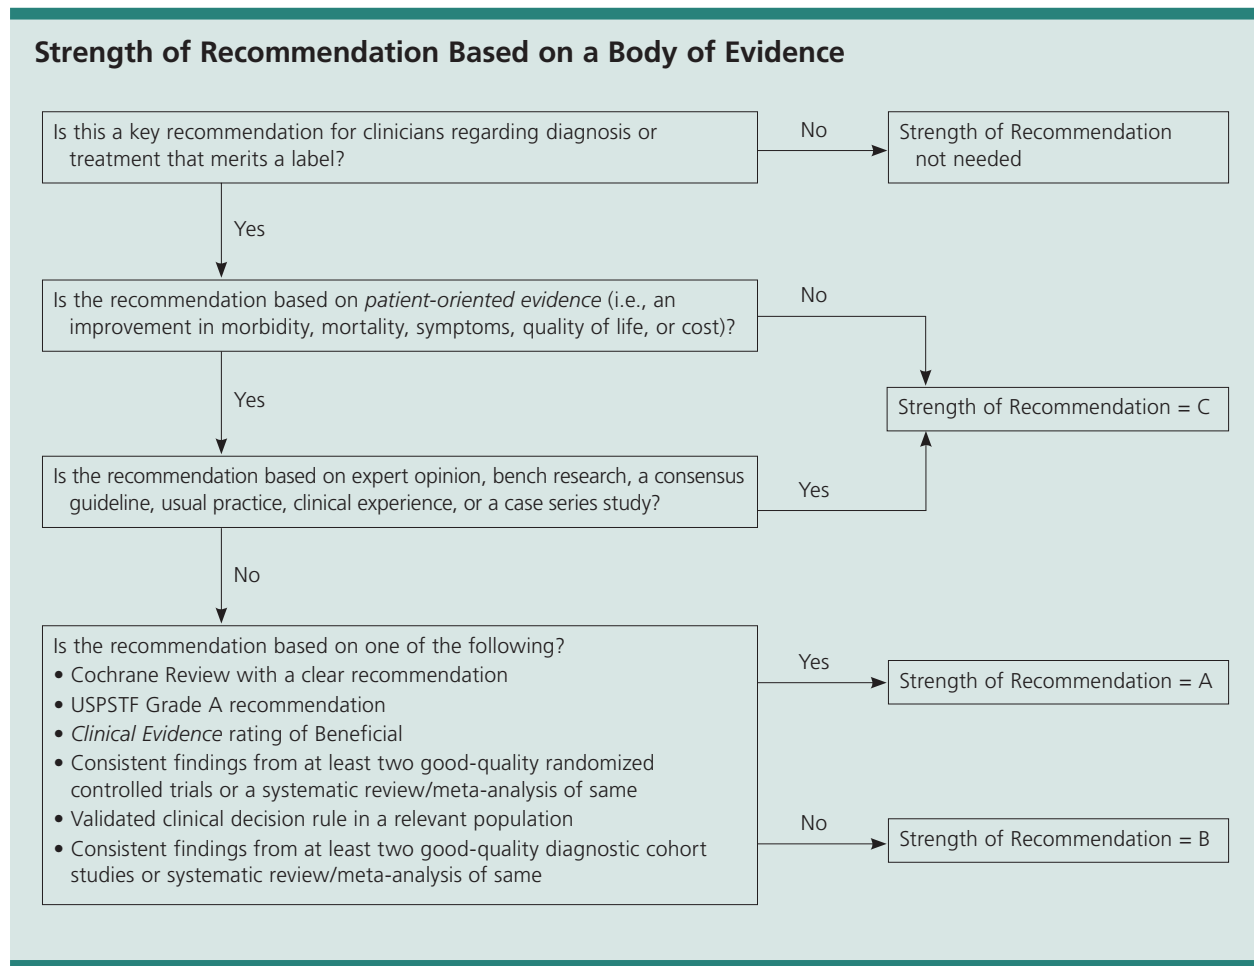 Strength of Recommendation Based on a Body of Evidence
Is this a key recommendation for clinicians regarding diagnosis or
treatment that merits a label?
No
Strength of Recommendation
not needed
Yes
Is the recommendation based on patient-oriented evidence (i.e., an
improvement in morbidity, mortality, symptoms, quality of life, or cost)?
No
Yes
Strength of Recommendation = C
Is the recommendation based on expert opinion, bench research, a consensus
guideline, usual practice, clinical experience, or a case series study?
Yes
No
Is the recommendation based on one of the following?
• Cochrane Review with a clear recommendation
• USPSTF Grade A recommendation
• Clinical Evidence rating of Beneficial
• Consistent findings from at least two good-quality randomized
controlled trials or a systematic review/meta-analysis of same
• Validated clinical decision rule in a relevant population
• Consistent findings from at least two good-quality diagnostic cohort
studies or systematic review/meta-analysis of same
Yes
Strength of Recommendation = A
No
Strength of Recommendation = B